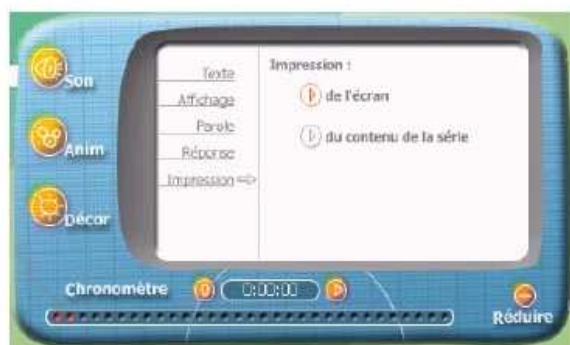 Son
Anim
Décor
Texte
Affichage
Parole
Réponse
Impression
Impression :
de l'écran
du contenu de la série
Chronomètre
0
0:00:00
Réduire